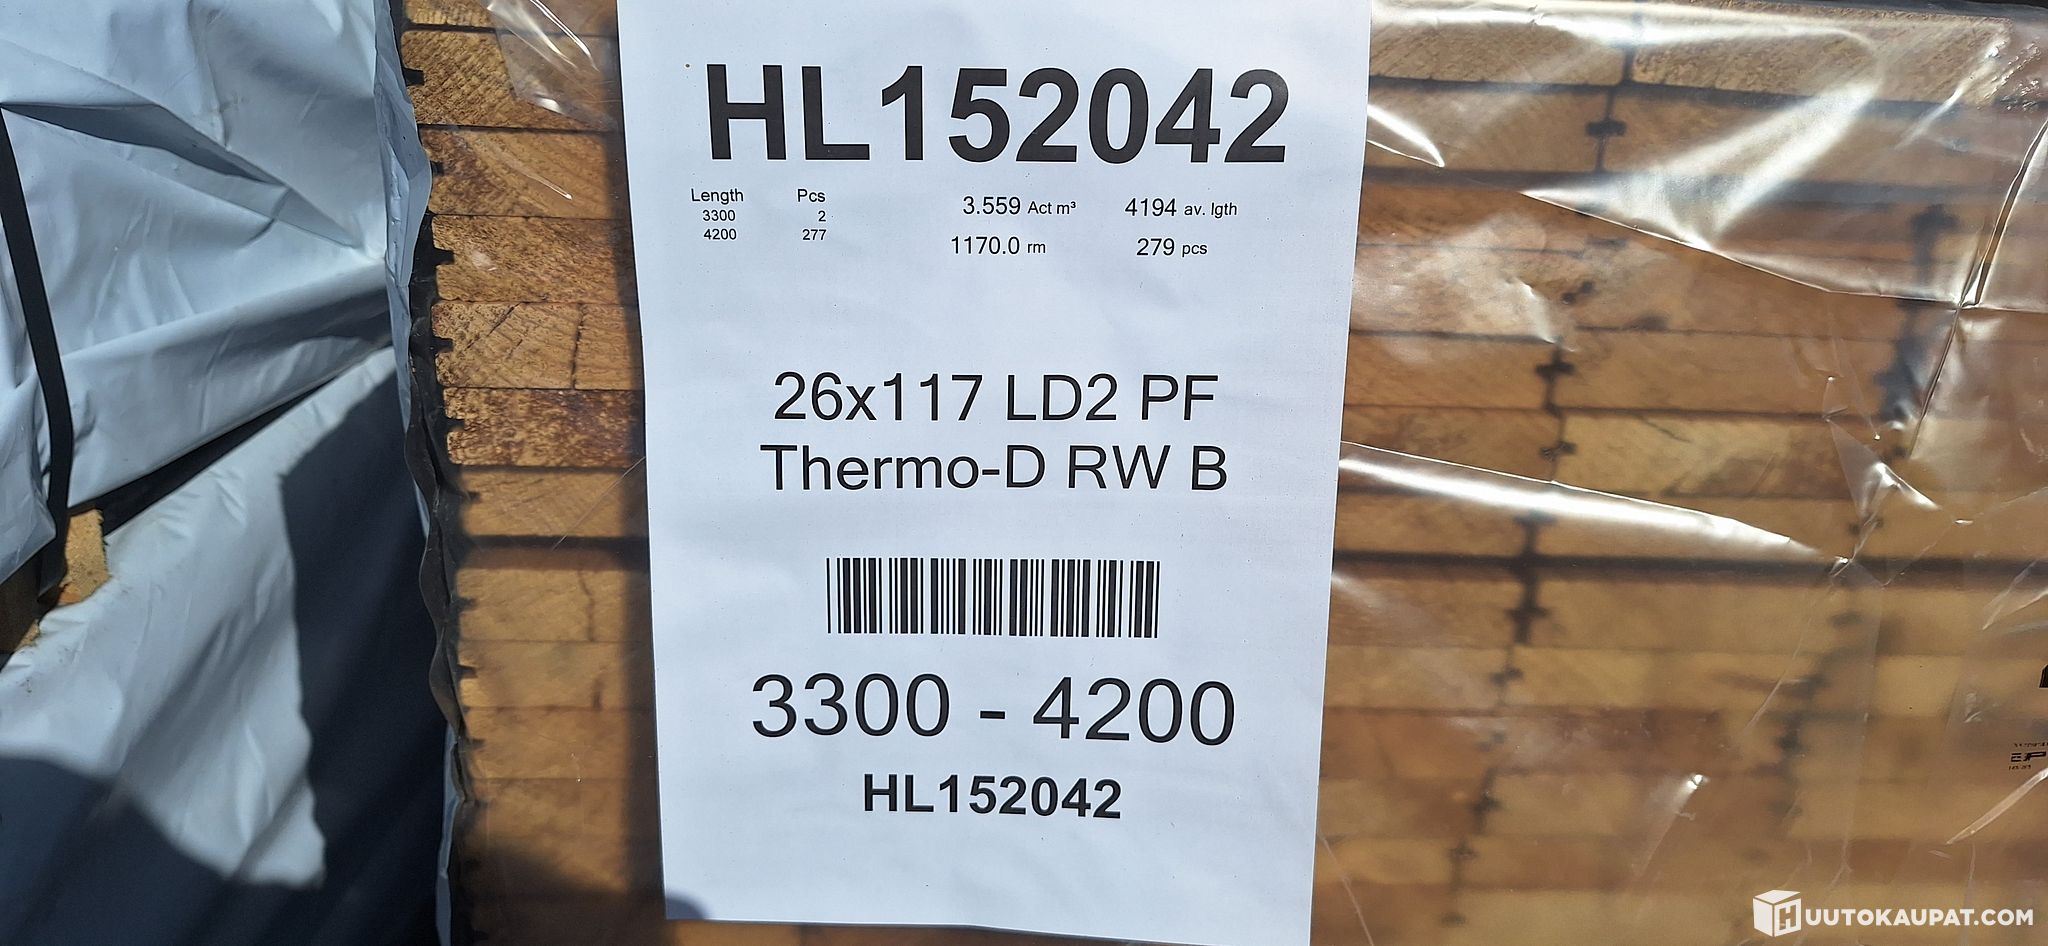 HL152042
Length Pcs
3300 2
4200 277
3.559 Act m³ 4194 av. lgth
1170.0 rm 279 pcs
26x117 LD2 PF
Thermo-D RW B
3300 - 4200
HL152042
HUUTOKAUPAT.COM